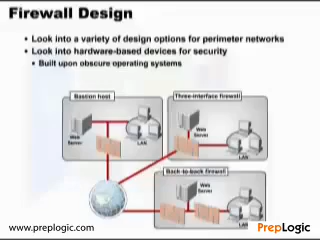 Firewall Design
• Look into a variety of design options for perimeter networks
• Look into hardware-based devices for security
• Built upon obscure operating systems
Bastion host
Three-interface firewall
Web
Server
LAN
Web
Server
LAN
Back-to-back firewall
Web
Server
LAN
www.preplogic.com
PrepLogic